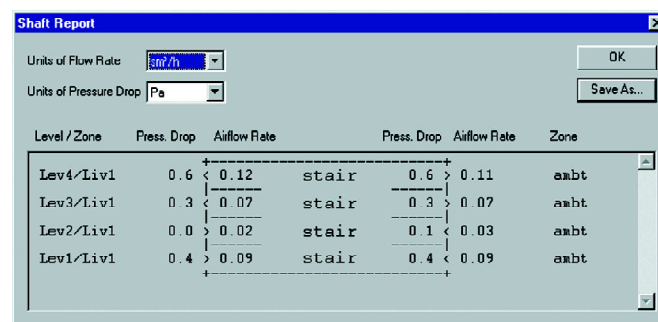 Shaft Report
Units of Flow Rate sm³/h OK
Units of Pressure Drop Pa Save As...
Level / Zone Press. Drop Airflow Rate Press. Drop Airflow Rate Zone
Lev4/Liv1 0.6 < 0.12 stair 0.6 > 0.11 ambt
Lev3/Liv1 0.3 < 0.07 stair 0.3 > 0.07 ambt
Lev2/Liv1 0.0 > 0.02 stair 0.1 < 0.03 ambt
Lev1/Liv1 0.4 > 0.09 stair 0.4 < 0.09 ambt